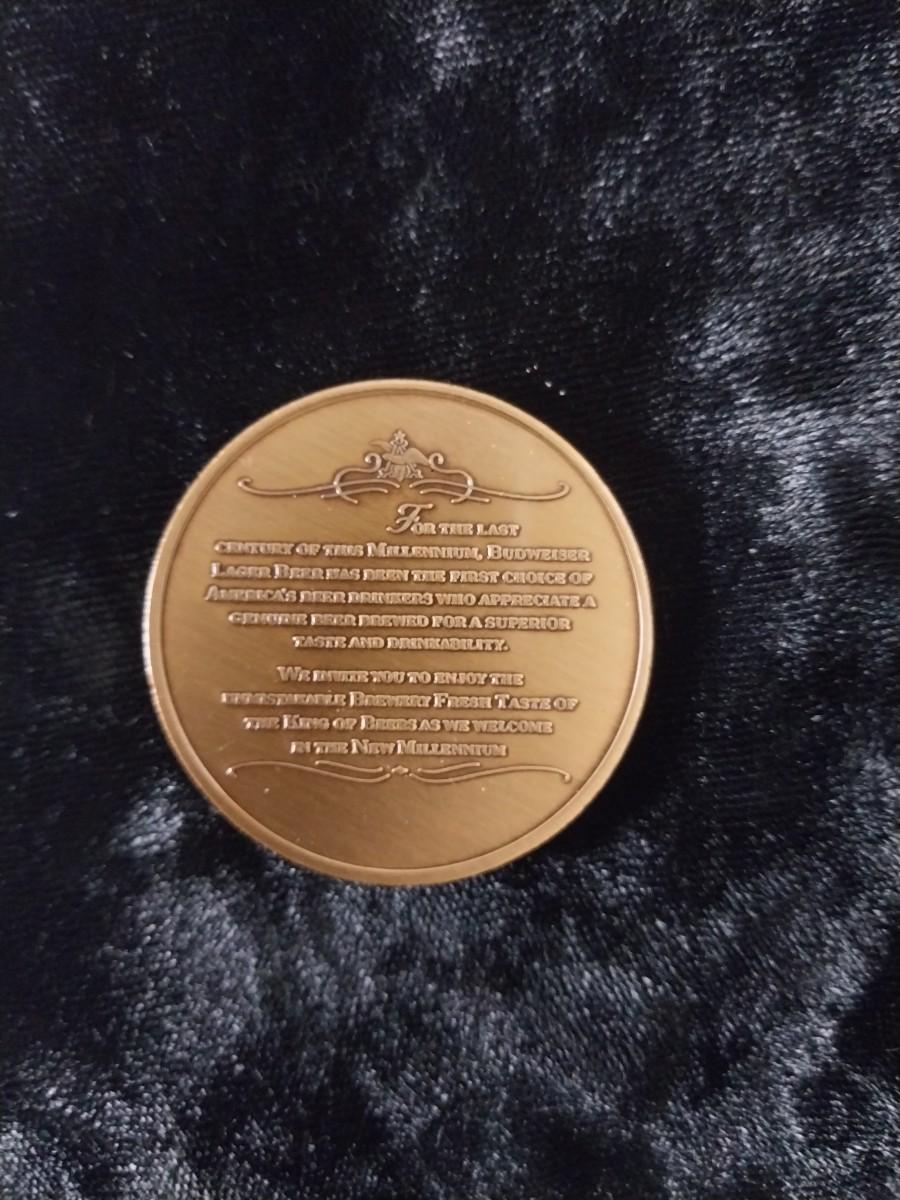 For the last
century of this Millennium, Budweiser
Lager Beer has been the first choice of
America's beer drinkers who appreciate a
genuine beer brewed for a superior
taste and drinkability.
We invite you to enjoy the
unmistakable Brewery Fresh Taste of
the King of Beers as we welcome
in the New Millennium